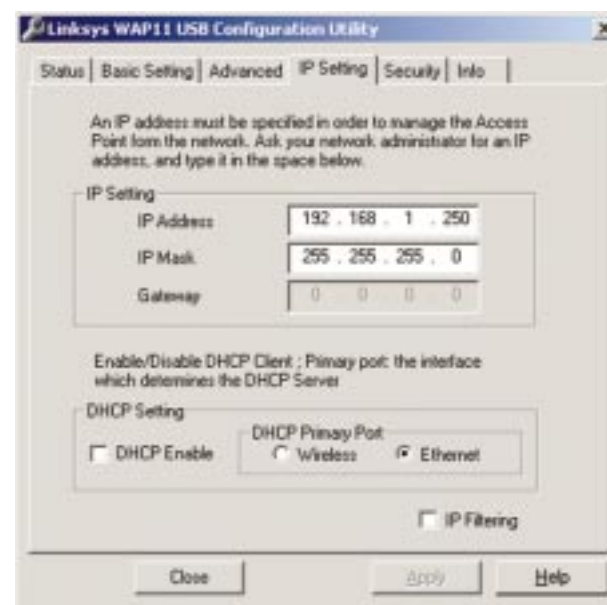 Linksys WAP11 USB Configuration Utility
Status Basic Setting Advanced IP Setting Security Info
An IP address must be specified in order to manage the Access
Point form the network. Ask your network administrator for an IP
address, and type it in the space below.
IP Setting
IP Address 192 . 168 . 1 . 250
IP Mask 255 . 255 . 255 . 0
Gateway 0 . 0 . 0 . 0
Enable/Disable DHCP Client ; Primary port: the interface
which determines the DHCP Server
DHCP Setting
DHCP Primary Port
DHCP Enable Wireless Ethernet
IP Filtering
Close Apply Help